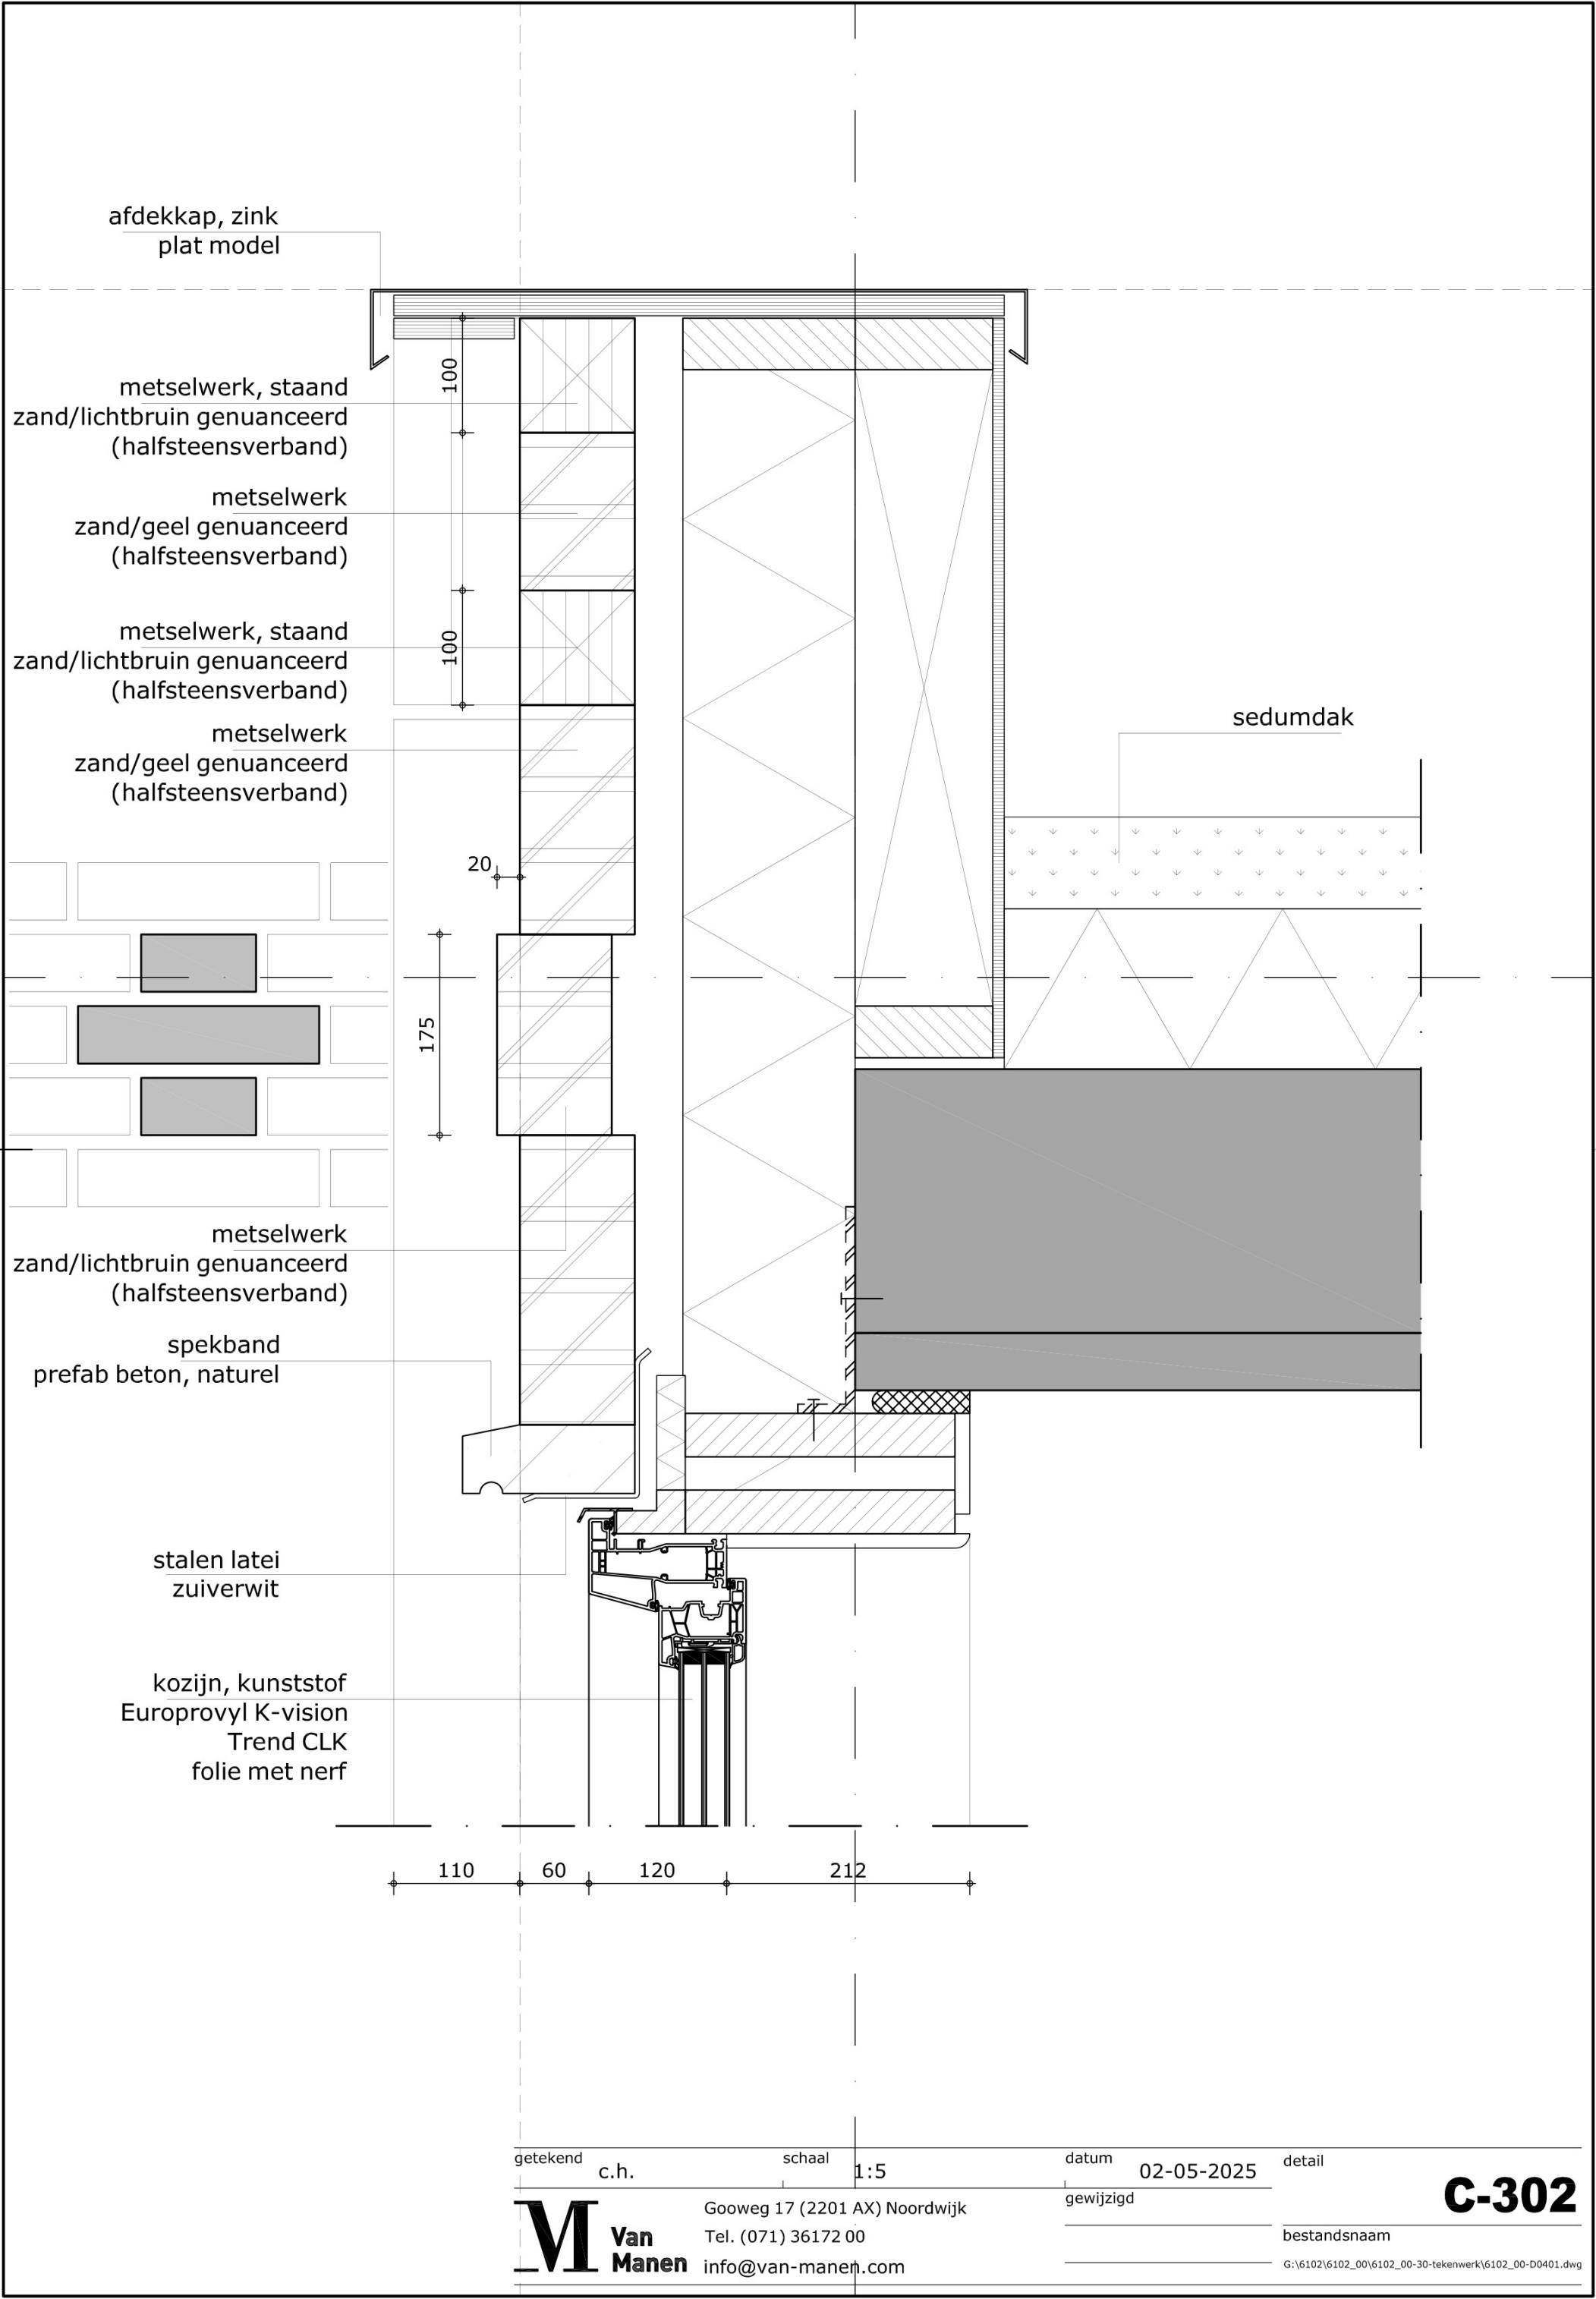 afdekkap, zink
plat model
100
metselwerk, staand
zand/lichtbruin genuanceerd
(halfsteensverband)
metselwerk
zand/geel genuanceerd
(halfsteensverband)
100
metselwerk, staand
zand/lichtbruin genuanceerd
(halfsteensverband)
metselwerk
zand/geel genuanceerd
(halfsteensverband)
sedumdak
20
175
metselwerk
zand/lichtbruin genuanceerd
(halfsteensverband)
spekband
prefab beton, naturel
stalen latei
zuiverwit
kozijn, kunststof
Europrovyl K-vision
Trend CLK
folie met nerf
110 60 120 212
getekend
c.h.
schaal
1:5
datum
02-05-2025
detail
C-302
gewijzigd
Van
Manen
Gooweg 17 (2201 AX) Noordwijk
Tel. (071) 36172 00
info@van-manen.com
bestandsnaam
G:\6102\6102_00\6102_00-30-tekenwerk\6102_00-D0401.dwg